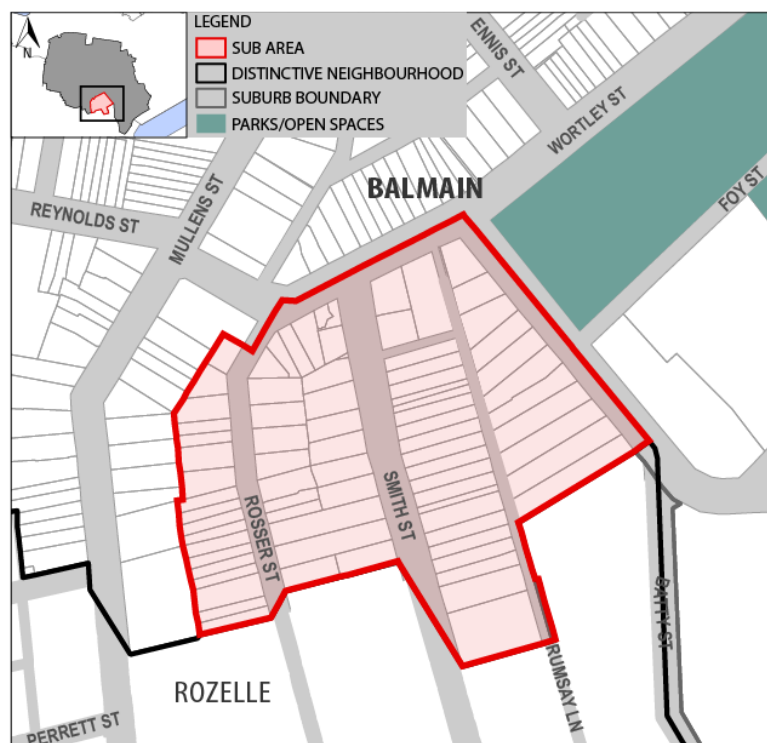 LEGEND
SUB AREA
DISTINCTIVE NEIGHBOURHOOD
SUBURB BOUNDARY
PARKS/OPEN SPACES
N
ENNIS ST
WORTLEY ST
BALMAIN
FOY ST
REYNOLDS ST
MULLENS ST
SMITH ST
ROSSER ST
BATTY ST
RUMSAY LN
ROZELLE
PERRETT ST